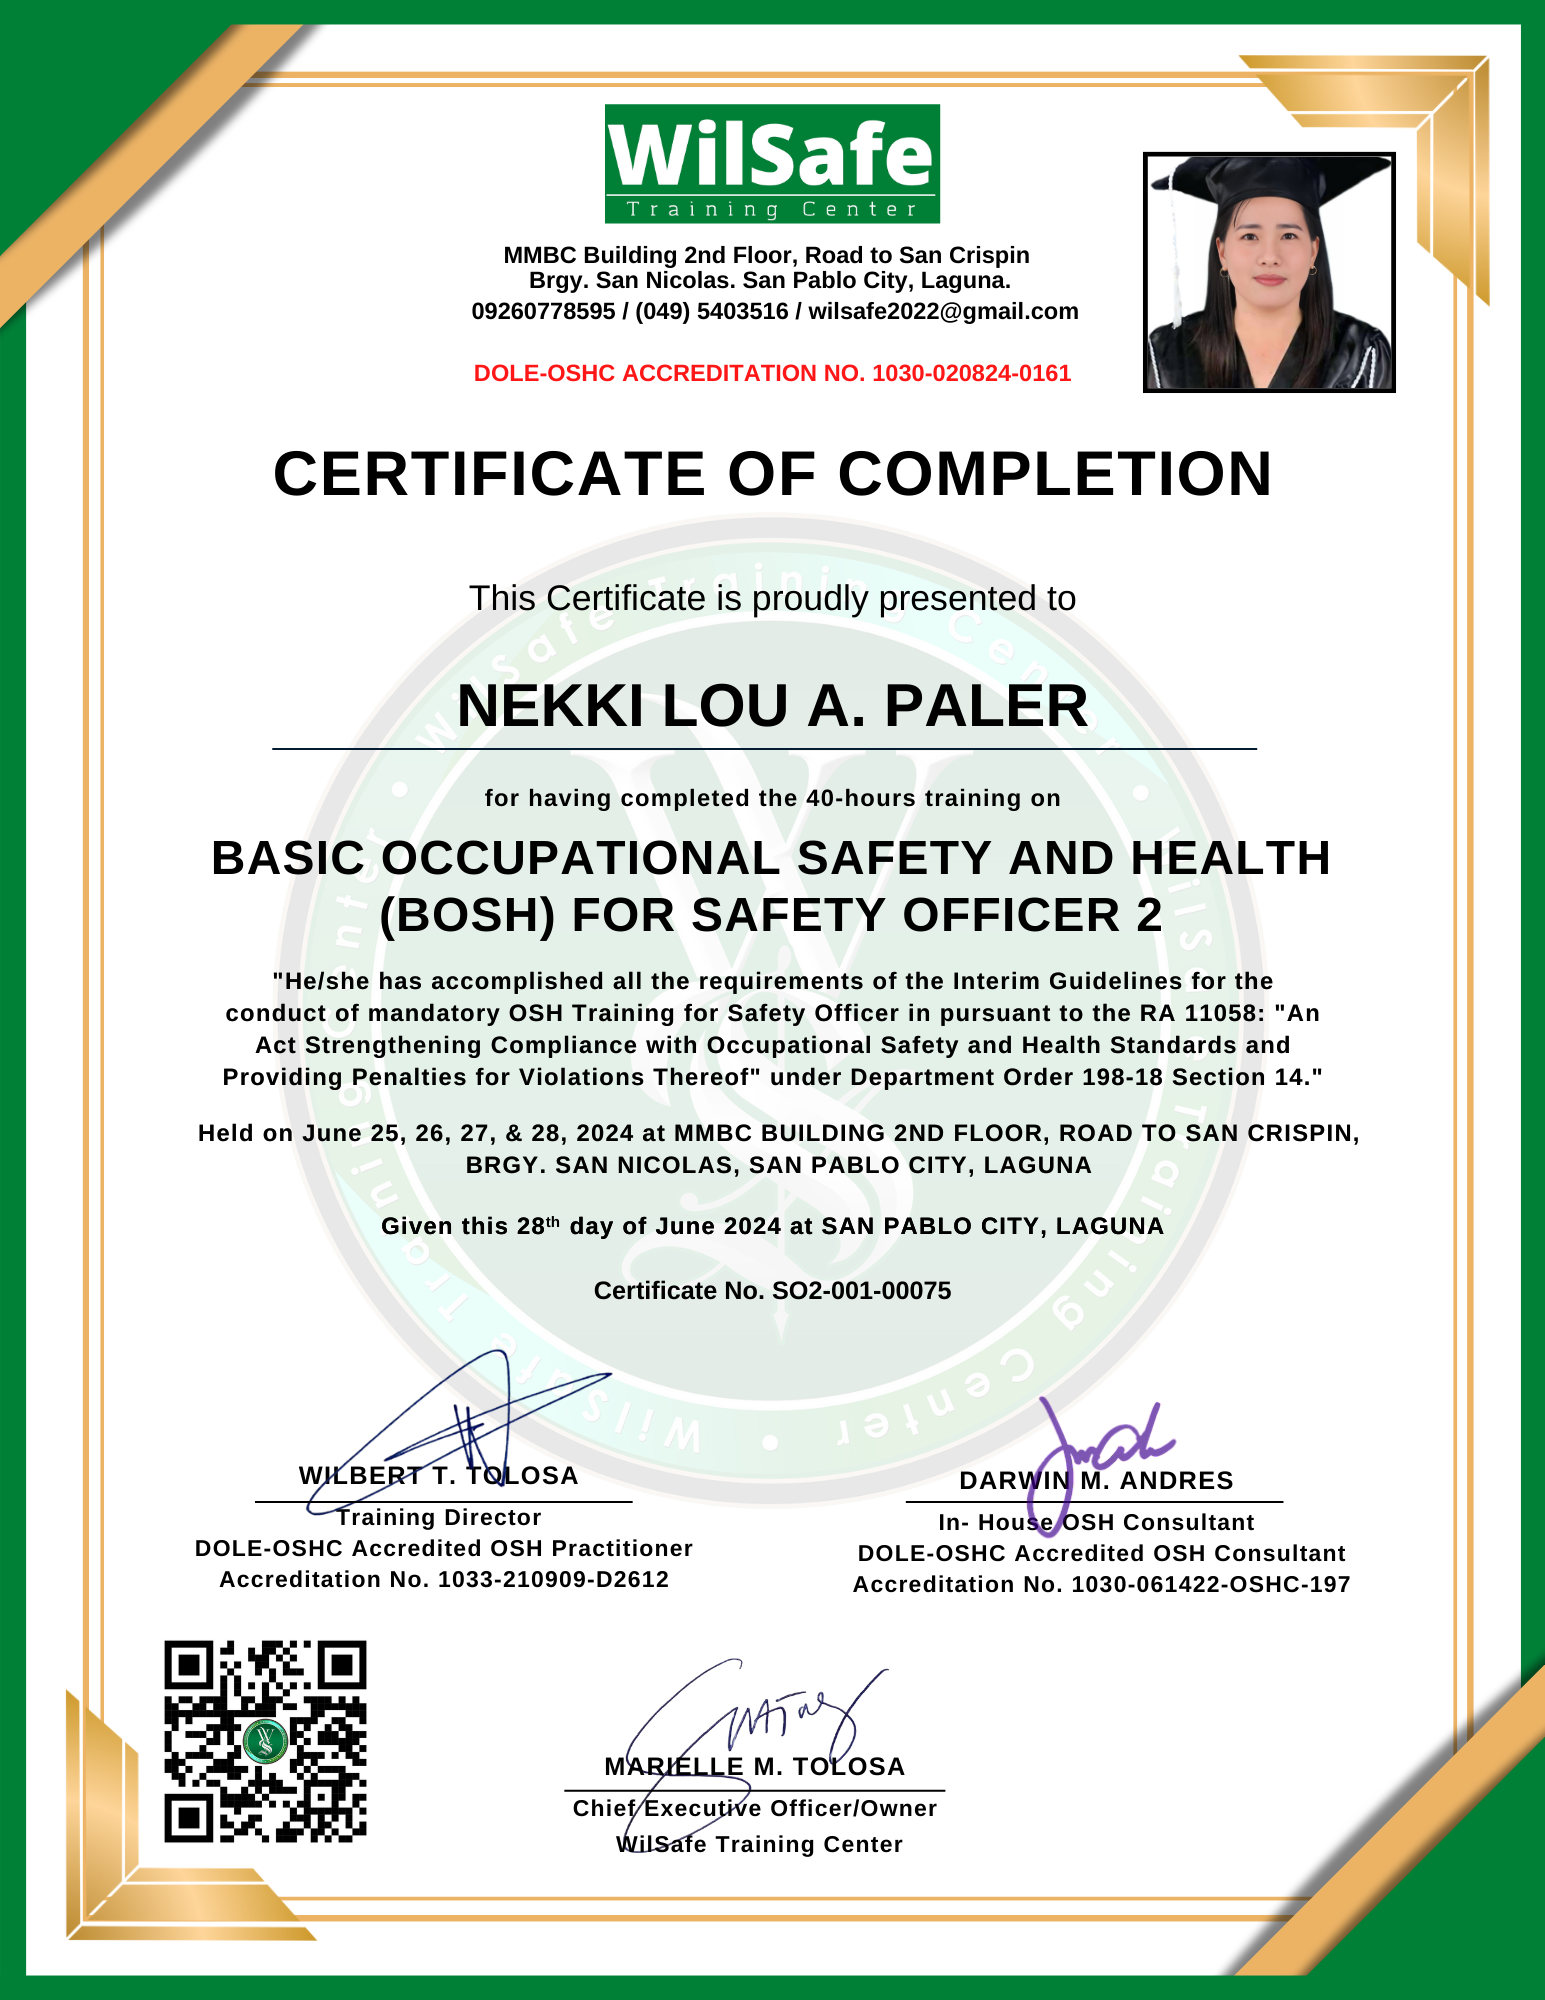 WilSafe
Training Center
MMBC Building 2nd Floor, Road to San Crispin
Brgy. San Nicolas. San Pablo City, Laguna.
09260778595 / (049) 5403516 / wilsafe2022@gmail.com
DOLE-OSHC ACCREDITATION NO. 1030-020824-0161
CERTIFICATE OF COMPLETION
This Certificate is proudly presented to
NEKKI LOU A. PALER
for having completed the 40-hours training on
BASIC OCCUPATIONAL SAFETY AND HEALTH
(BOSH) FOR SAFETY OFFICER 2
"He/she has accomplished all the requirements of the Interim Guidelines for the
conduct of mandatory OSH Training for Safety Officer in pursuant to the RA 11058: "An
Act Strengthening Compliance with Occupational Safety and Health Standards and
Providing Penalties for Violations Thereof" under Department Order 198-18 Section 14."
Held on June 25, 26, 27, & 28, 2024 at MMBC BUILDING 2ND FLOOR, ROAD TO SAN CRISPIN,
BRGY. SAN NICOLAS, SAN PABLO CITY, LAGUNA
Given this 28th day of June 2024 at SAN PABLO CITY, LAGUNA
Certificate No. SO2-001-00075
WILBERT T. TOLOSA
Training Director
DOLE-OSHC Accredited OSH Practitioner
Accreditation No. 1033-210909-D2612
DARWIN M. ANDRES
In- House OSH Consultant
DOLE-OSHC Accredited OSH Consultant
Accreditation No. 1030-061422-OSHC-197
MARIELLE M. TOLOSA
Chief Executive Officer/Owner
WilSafe Training Center
WilSafe Training Center • WilSafe Training Center • WilSafe Training Center •